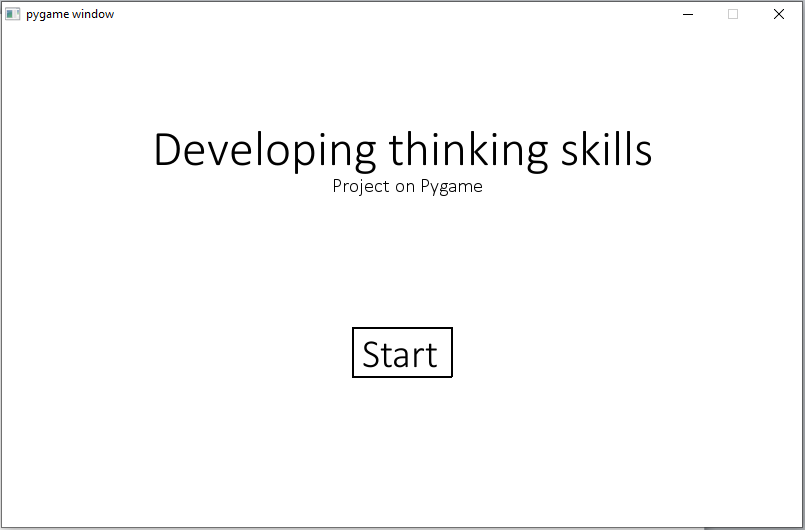 pygame window
Developing thinking skills
Project on Pygame
Start